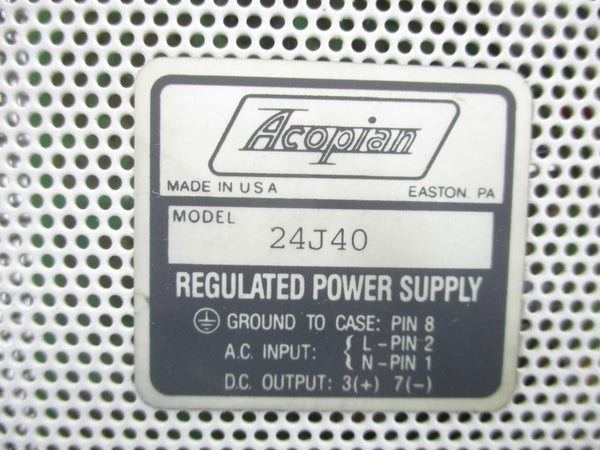 Acopian
MADE IN USA EASTON, PA
MODEL
24J40
REGULATED POWER SUPPLY
GROUND TO CASE: PIN 8
A.C. INPUT: { L-PIN 2
N-PIN 1
D.C. OUTPUT: 3(+) 7(-)